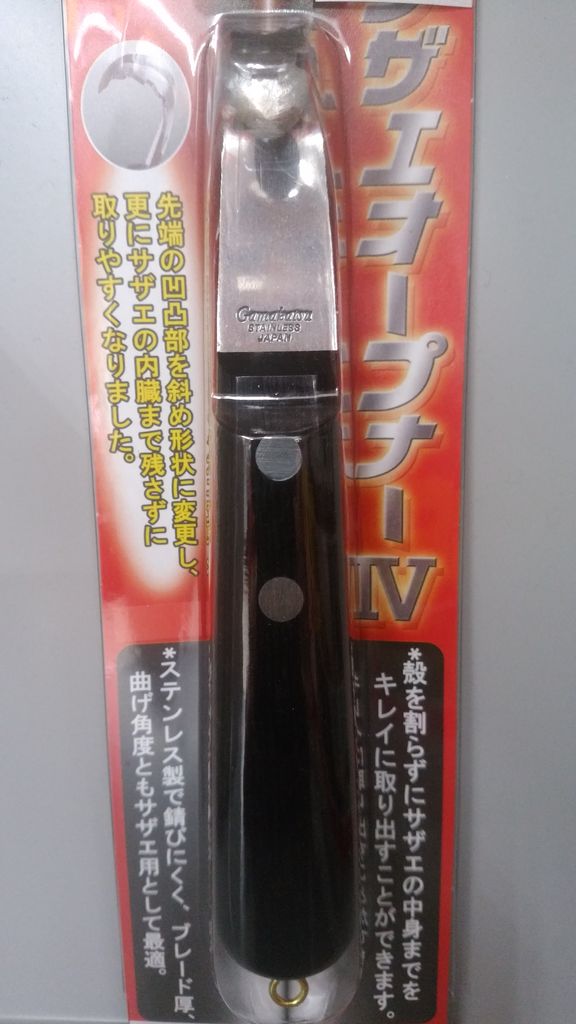 ザエオープナーⅣ
先端の凹凸部を斜め形状に変更し、
更にサザエの内臓まで残さずに
取りやすくなりました。
Gamakatsu
STAINLESS
JAPAN
*殻を割らずにサザエの中身までを
キレイに取り出すことができます。
*ステンレス製で錆びにくく、ブレード厚、
曲げ角度ともサザエ用として最適。